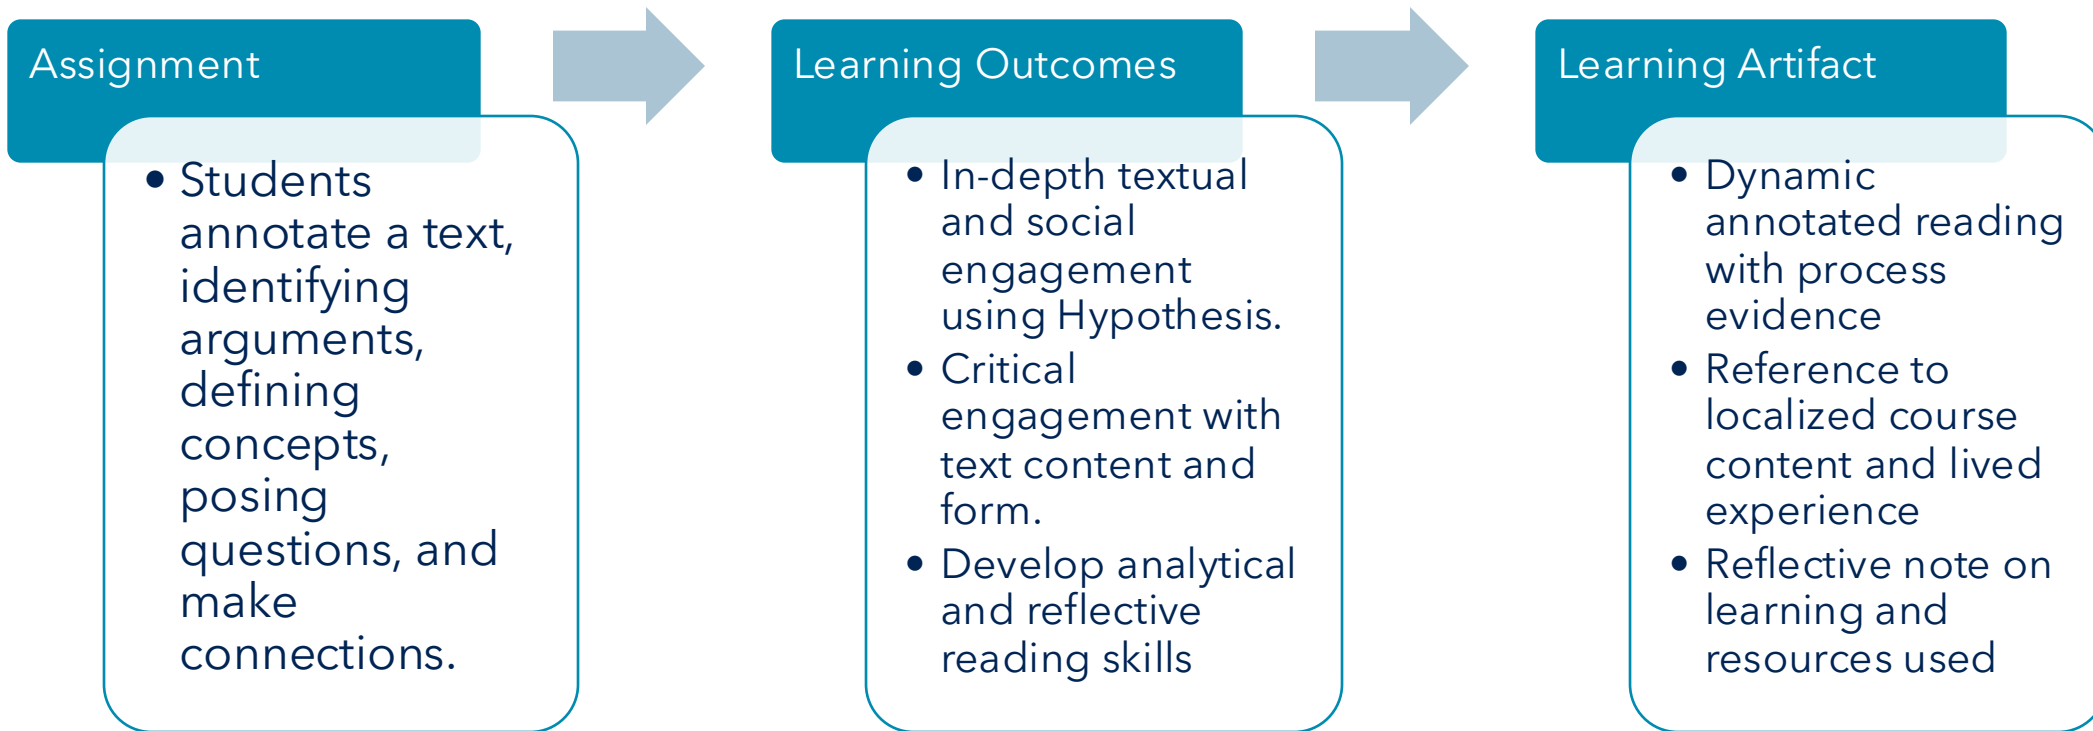 Assignment
• Students
annotate a text,
identifying
arguments,
defining
concepts,
posing
questions, and
make
connections.
Learning Outcomes
• In-depth textual
and social
engagement
using Hypothesis.
• Critical
engagement with
text content and
form.
• Develop analytical
and reflective
reading skills
Learning Artifact
• Dynamic
annotated reading
with process
evidence
• Reference to
localized course
content and lived
experience
• Reflective note on
learning and
resources used